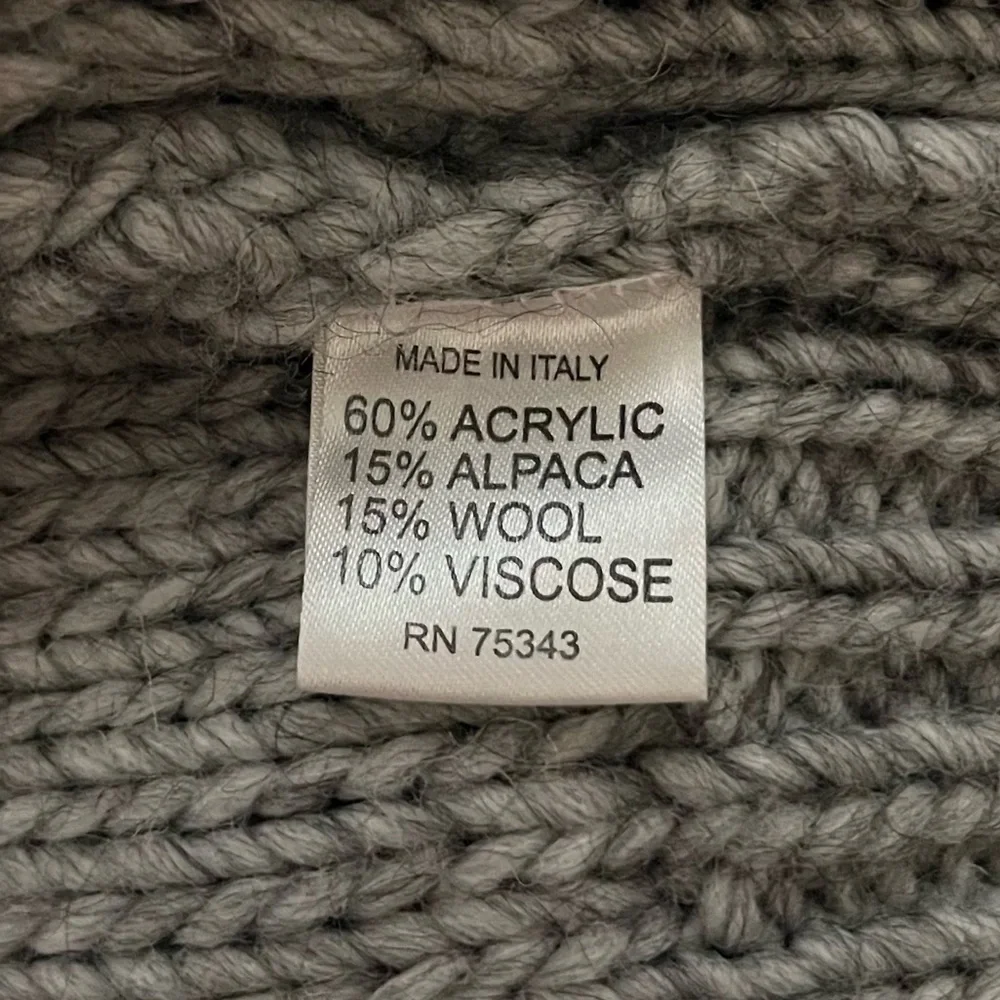 MADE IN ITALY
60% ACRYLIC
15% ALPACA
15% WOOL
10% VISCOSE
RN 75343